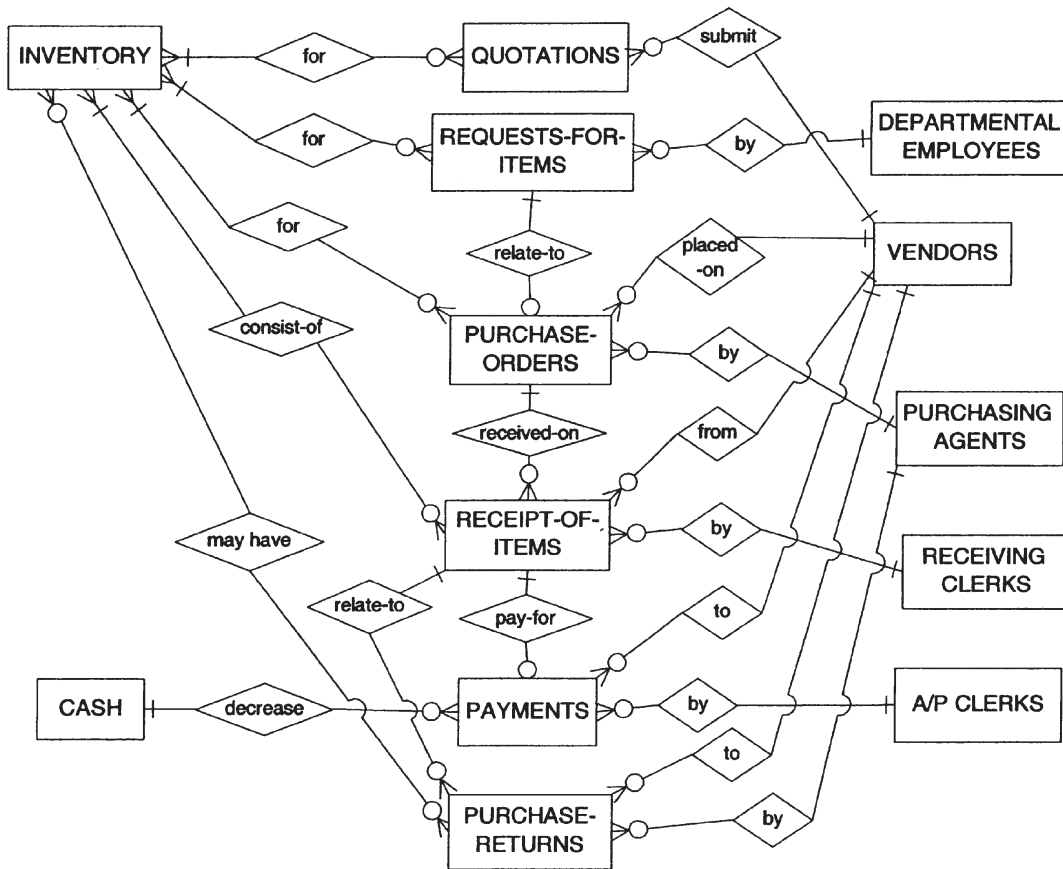 submit
INVENTORY
for
QUOTATIONS
REQUESTS-FOR-
ITEMS
for
by
DEPARTMENTAL
EMPLOYEES
for
relate-to
placed
-on
VENDORS
consist-of
PURCHASE-
ORDERS
by
received-on
from
PURCHASING
AGENTS
may have
RECEIPT-OF-
ITEMS
by
RECEIVING
CLERKS
relate-to
pay-for
to
CASH
decrease
PAYMENTS
by
A/P CLERKS
to
PURCHASE-
RETURNS
by